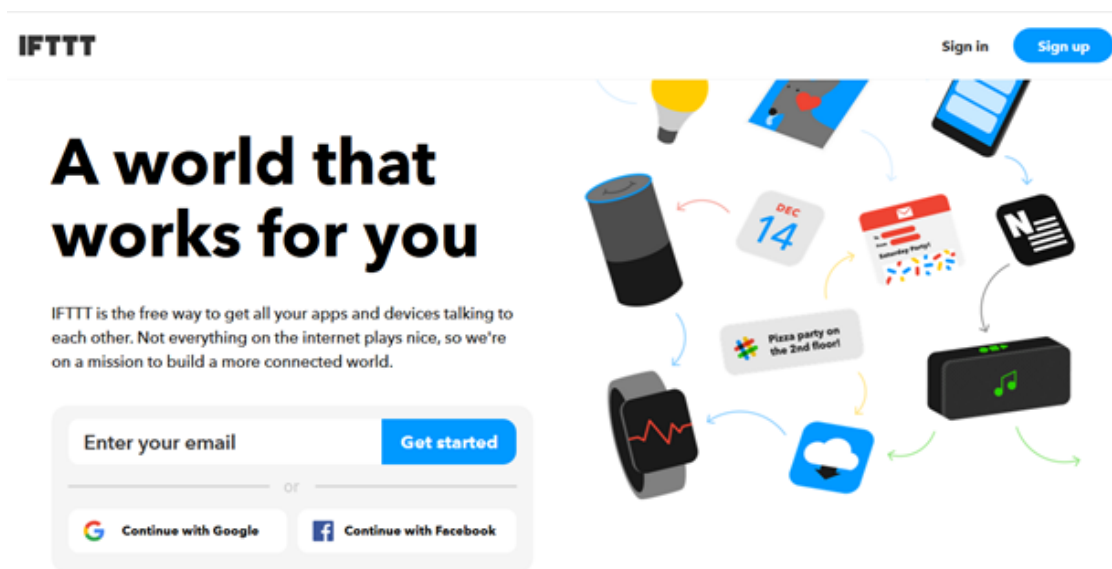 IFTTT
Sign in
Sign up
A world that
works for you
IFTTT is the free way to get all your apps and devices talking to
each other. Not everything on the internet plays nice, so we're
on a mission to build a more connected world.
Enter your email
Get started
or
Continue with Google
Continue with Facebook
DEC
14
To
From
Saturday Party!
N
Pizza party on
the 2nd floor!